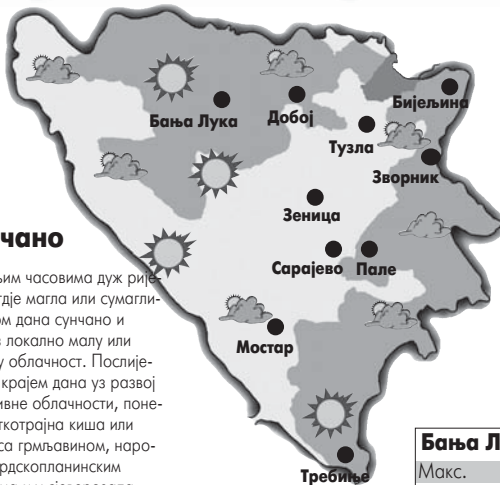 Бања Лука
Добој
Бијељина
Тузла
Зворник
Зеница
Сарајево
Пале
Мостар
Требиње
чано
њим часовима дуж рије-
гдје магла или сумагли-
ом дана сунчано и
з локално малу или
у облачност. Послије-
крајем дана уз развој
ивне облачности, поне-
ткотрајна киша или
са грмљавином, наро-
рдскопланинским
Бања Л
Макс.